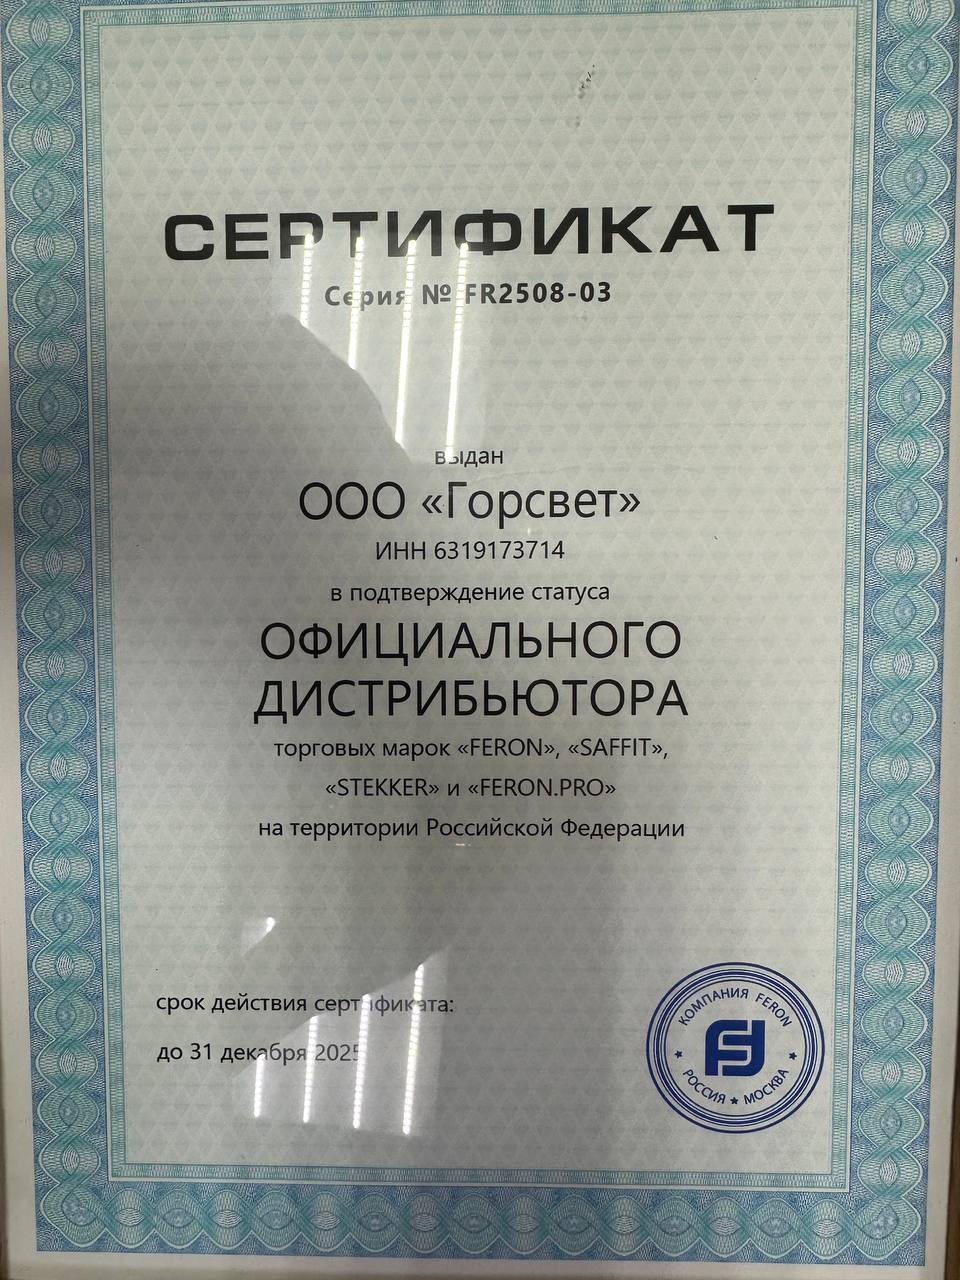 СЕРТИФИКАТ
Серия № FR2508-03
выдан
ООО «Горсвет»
ИНН 6319173714
в подтверждение статуса
ОФИЦИАЛЬНОГО
ДИСТРИБЬЮТОРА
торговых марок «FERON», «SAFFIT»,
«STEKKER» и «FERON.PRO»
на территории Российской Федерации
срок действия сертификата:
до 31 декабря 2025
КОМПАНИЯ FERON
РОССИЯ ★ МОСКВА